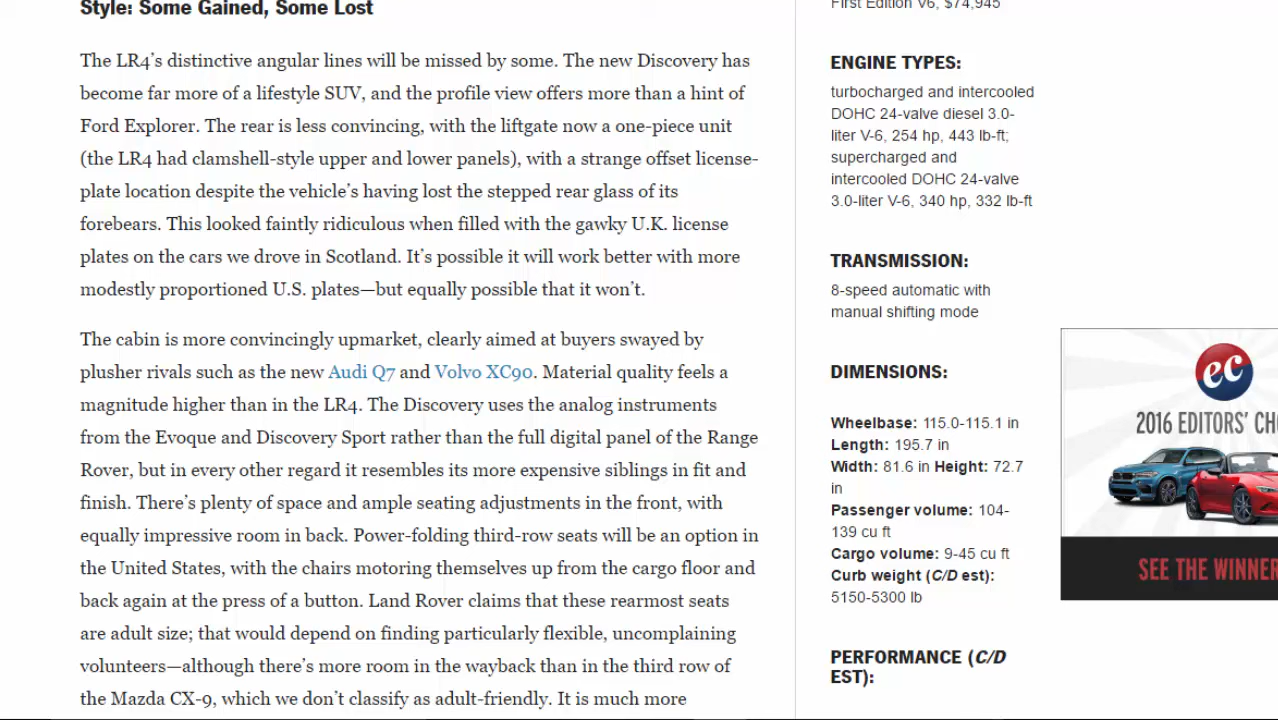 Style: Some Gained, Some Lost
The LR4’s distinctive angular lines will be missed by some. The new Discovery has
become far more of a lifestyle SUV, and the profile view offers more than a hint of
Ford Explorer. The rear is less convincing, with the liftgate now a one-piece unit
(the LR4 had clamshell-style upper and lower panels), with a strange offset license-
plate location despite the vehicle’s having lost the stepped rear glass of its
forebears. This looked faintly ridiculous when filled with the gawky U.K. license
plates on the cars we drove in Scotland. It’s possible it will work better with more
modestly proportioned U.S. plates—but equally possible that it won’t.
The cabin is more convincingly upmarket, clearly aimed at buyers swayed by
plusher rivals such as the new Audi Q7 and Volvo XC90. Material quality feels a
magnitude higher than in the LR4. The Discovery uses the analog instruments
from the Evoque and Discovery Sport rather than the full digital panel of the Range
Rover, but in every other regard it resembles its more expensive siblings in fit and
finish. There’s plenty of space and ample seating adjustments in the front, with
equally impressive room in back. Power-folding third-row seats will be an option in
the United States, with the chairs motoring themselves up from the cargo floor and
back again at the press of a button. Land Rover claims that these rearmost seats
are adult size; that would depend on finding particularly flexible, uncomplaining
volunteers—although there’s more room in the wayback than in the third row of
the Mazda CX-9, which we don’t classify as adult-friendly. It is much more
First Edition V6, $74,945
ENGINE TYPES:
turbocharged and intercooled
DOHC 24-valve diesel 3.0-
liter V-6, 254 hp, 443 lb-ft;
supercharged and
intercooled DOHC 24-valve
3.0-liter V-6, 340 hp, 332 lb-ft
TRANSMISSION:
8-speed automatic with
manual shifting mode
DIMENSIONS:
Wheelbase: 115.0-115.1 in
Length: 195.7 in
Width: 81.6 in Height: 72.7
in
Passenger volume: 104-
139 cu ft
Cargo volume: 9-45 cu ft
Curb weight (C/D est):
5150-5300 lb
PERFORMANCE (C/D
EST):
ec
2016 EDITORS’ CHO
SEE THE WINNER